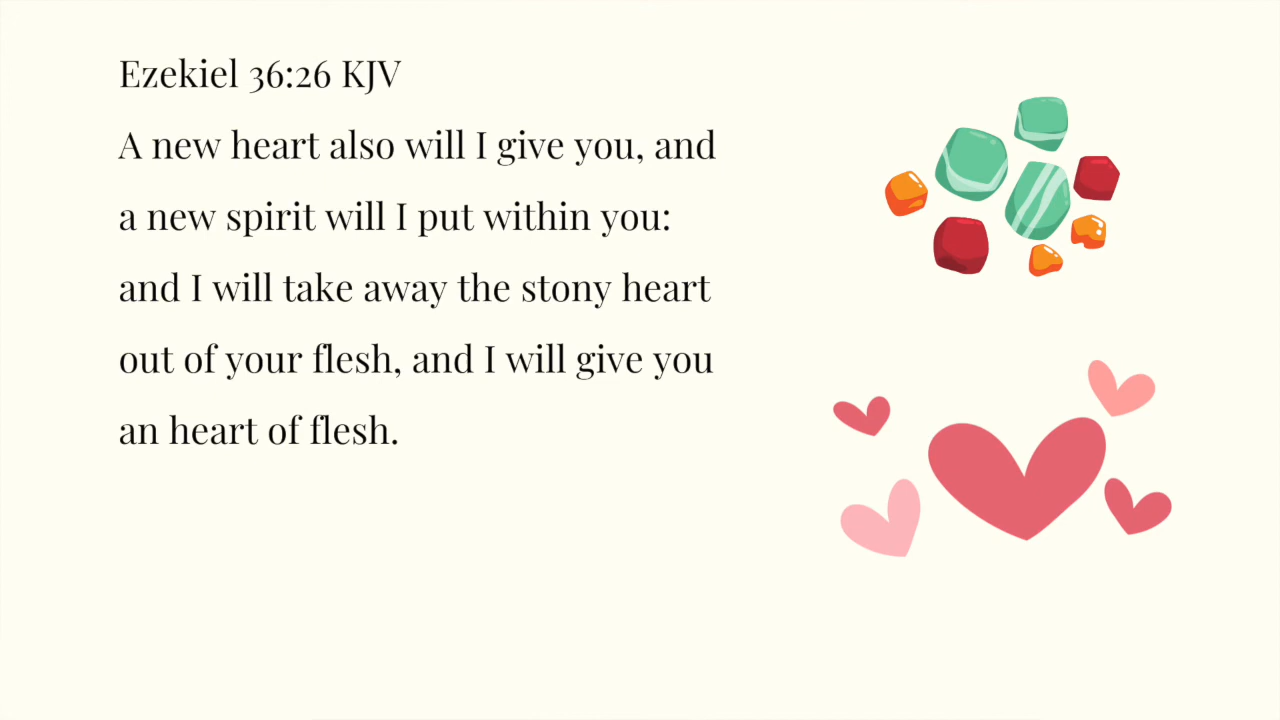 Ezekiel 36:26 KJV
A new heart also will I give you, and
a new spirit will I put within you:
and I will take away the stony heart
out of your flesh, and I will give you
an heart of flesh.